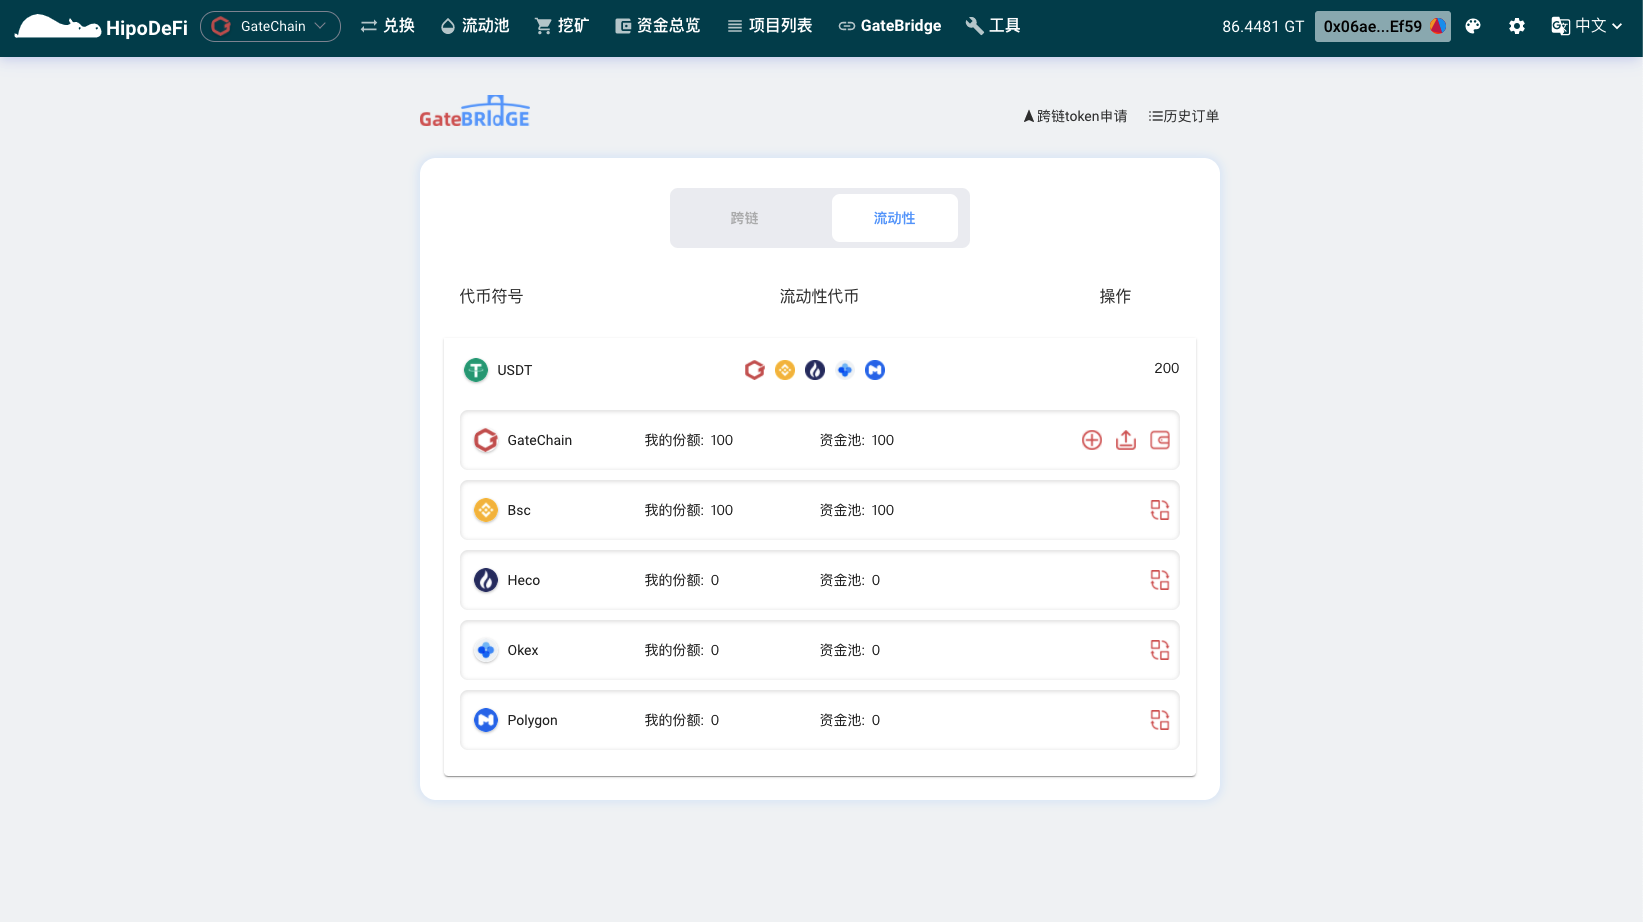 HipoDeFi GateChain 兑换 流动池 挖矿 资金总览 项目列表 GateBridge 工具 86.4481 GT 0x06ae...Ef59 中文
GateBRIdGE 跨链token申请 历史订单
跨链 流动性
代币符号 流动性代币 操作
USDT 200
GateChain 我的份额: 100 资金池: 100
Bsc 我的份额: 100 资金池: 100
Heco 我的份额: 0 资金池: 0
Okex 我的份额: 0 资金池: 0
Polygon 我的份额: 0 资金池: 0